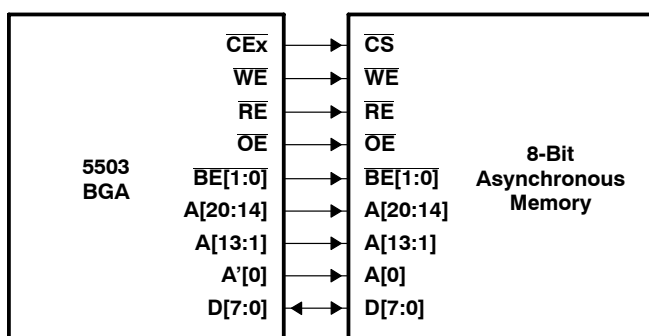 CEx CS
WE WE
RE RE
OE OE
5503
BGA
BE[1:0] BE[1:0]
8-Bit
Asynchronous
Memory
A[20:14] A[20:14]
A[13:1] A[13:1]
A'[0] A[0]
D[7:0] D[7:0]